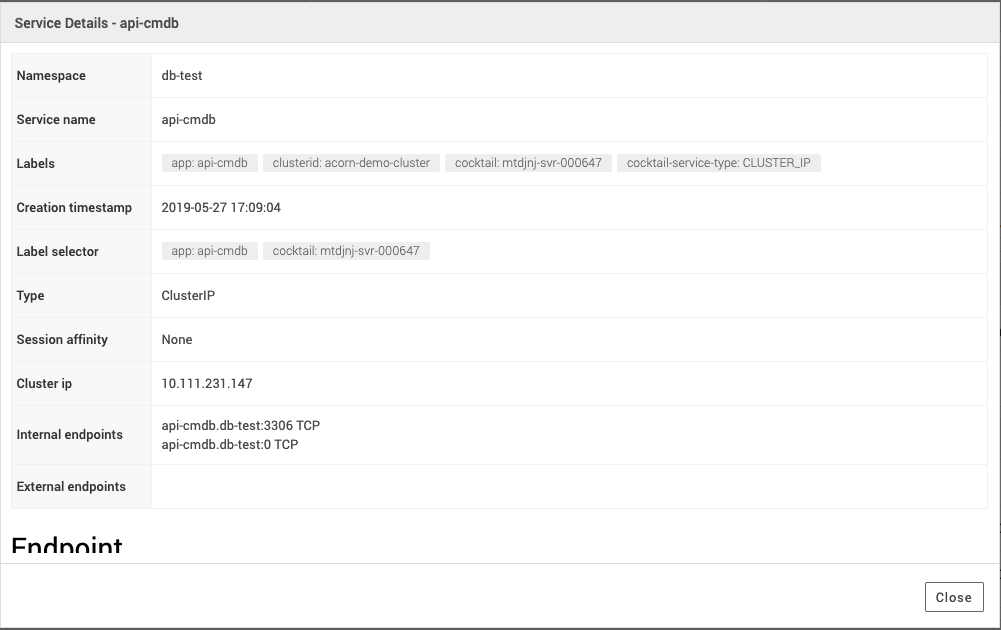 Service Details - api-cmdb
Namespace db-test
Service name api-cmdb
Labels app: api-cmdb clusterid: acorn-demo-cluster cocktail: mtdjnj-svr-000647 cocktail-service-type: CLUSTER_IP
Creation timestamp 2019-05-27 17:09:04
Label selector app: api-cmdb cocktail: mtdjnj-svr-000647
Type ClusterIP
Session affinity None
Cluster ip 10.111.231.147
Internal endpoints api-cmdb.db-test:3306 TCP
api-cmdb.db-test:0 TCP
External endpoints
Endpoint
Close